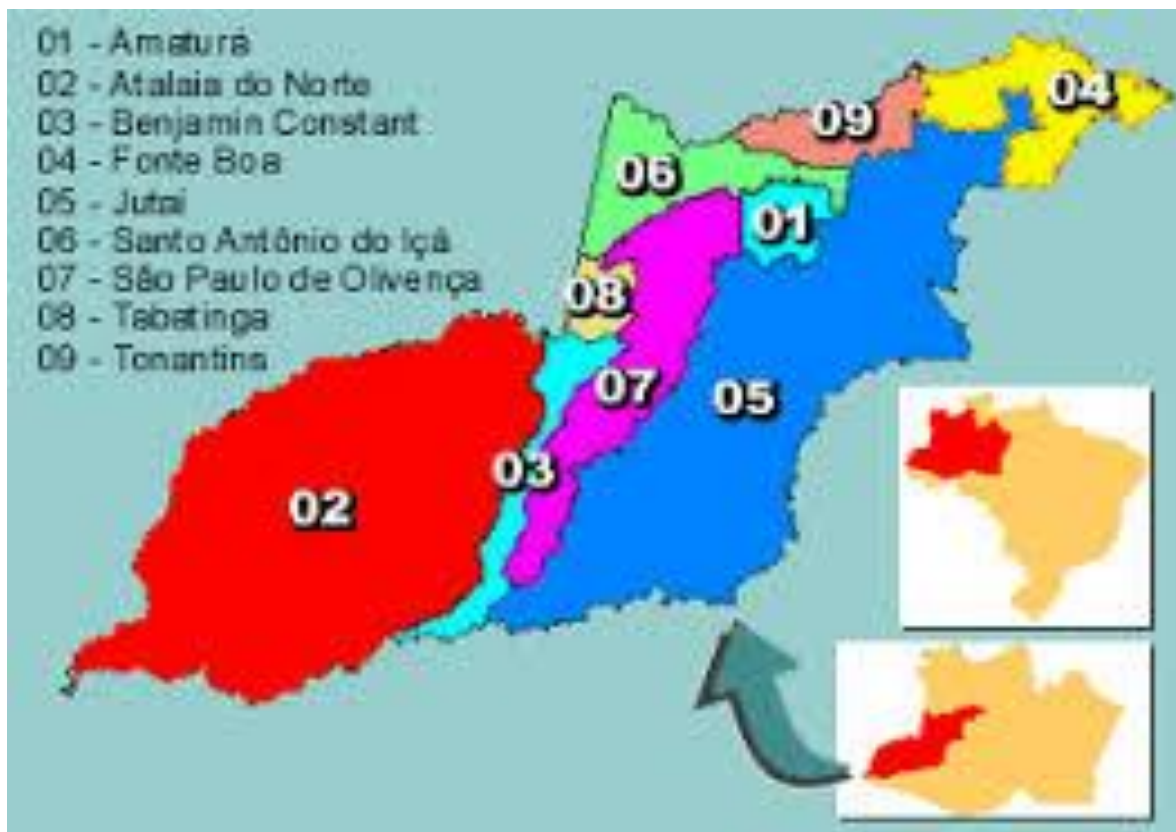 01 - Amaturá
02 - Atalaia do Norte
03 - Benjamin Constant
04 - Fonte Boa
05 - Jutaí
06 - Santo Antônio do Içá
07 - São Paulo de Olivença
08 - Tabatinga
09 - Tonantins
04
09
06
01
08
07
05
03
02